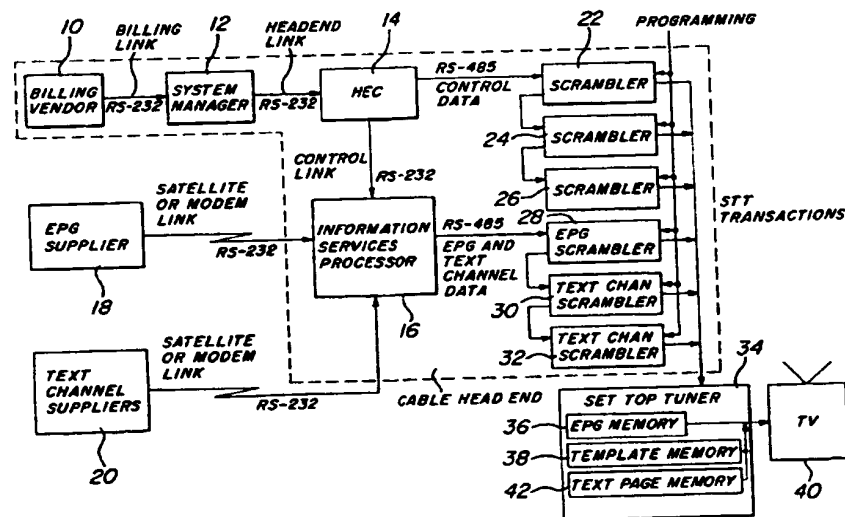 10
BILLING
LINK
12
HEADEND
LINK
14
22
PROGRAMMING
BILLING
VENDOR
RS-232
SYSTEM
MANAGER
RS-232
HEC
RS-485
CONTROL
DATA
SCRAMBLER
24
SCRAMBLER
26
SCRAMBLER
CONTROL
LINK
RS-232
STT
TRANSACTIONS
SATELLITE
OR MODEM
LINK
EPG
SUPPLIER
18
RS-232
INFORMATION
SERVICES
PROCESSOR
16
RS-485
EPG AND
TEXT
CHANNEL
DATA
28
EPG
SCRAMBLER
30
TEXT CHAN
SCRAMBLER
32
TEXT CHAN
SCRAMBLER
SATELLITE
OR MODEM
LINK
TEXT
CHANNEL
SUPPLIERS
20
RS-232
CABLE HEAD END
34
SET TOP TUNER
36
EPG MEMORY
38
TEMPLATE MEMORY
42
TEXT PAGE MEMORY
TV
40